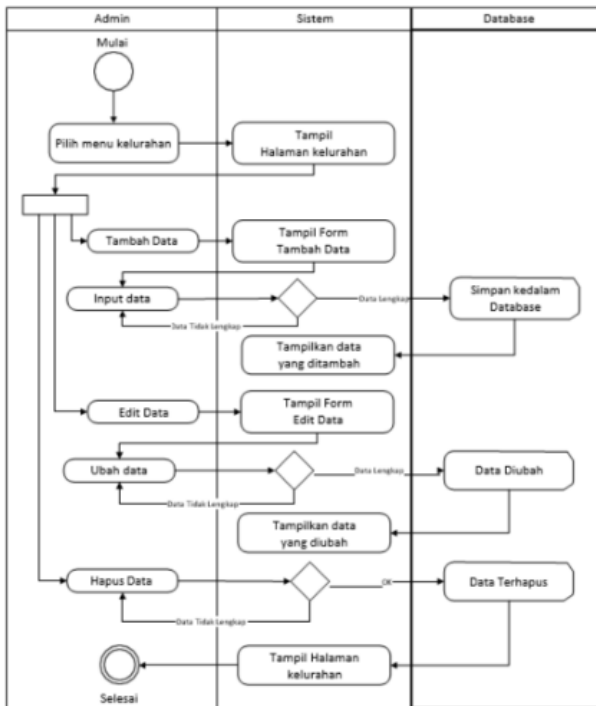 Admin
Sistem
Database
Mulai
Pilih menu kelurahan
Tampil
Halaman kelurahan
Tambah Data
Tampil Form
Tambah Data
Input data
Data Lengkap
Simpan kedalam
Database
Data Tidak Lengkap
Tampilkan data
yang ditambah
Edit Data
Tampil Form
Edit Data
Ubah data
Data Lengkap
Data Diubah
Data Tidak Lengkap
Tampilkan data
yang diubah
Hapus Data
OK
Data Terhapus
Data Tidak Lengkap
Tampil Halaman
kelurahan
Selesai